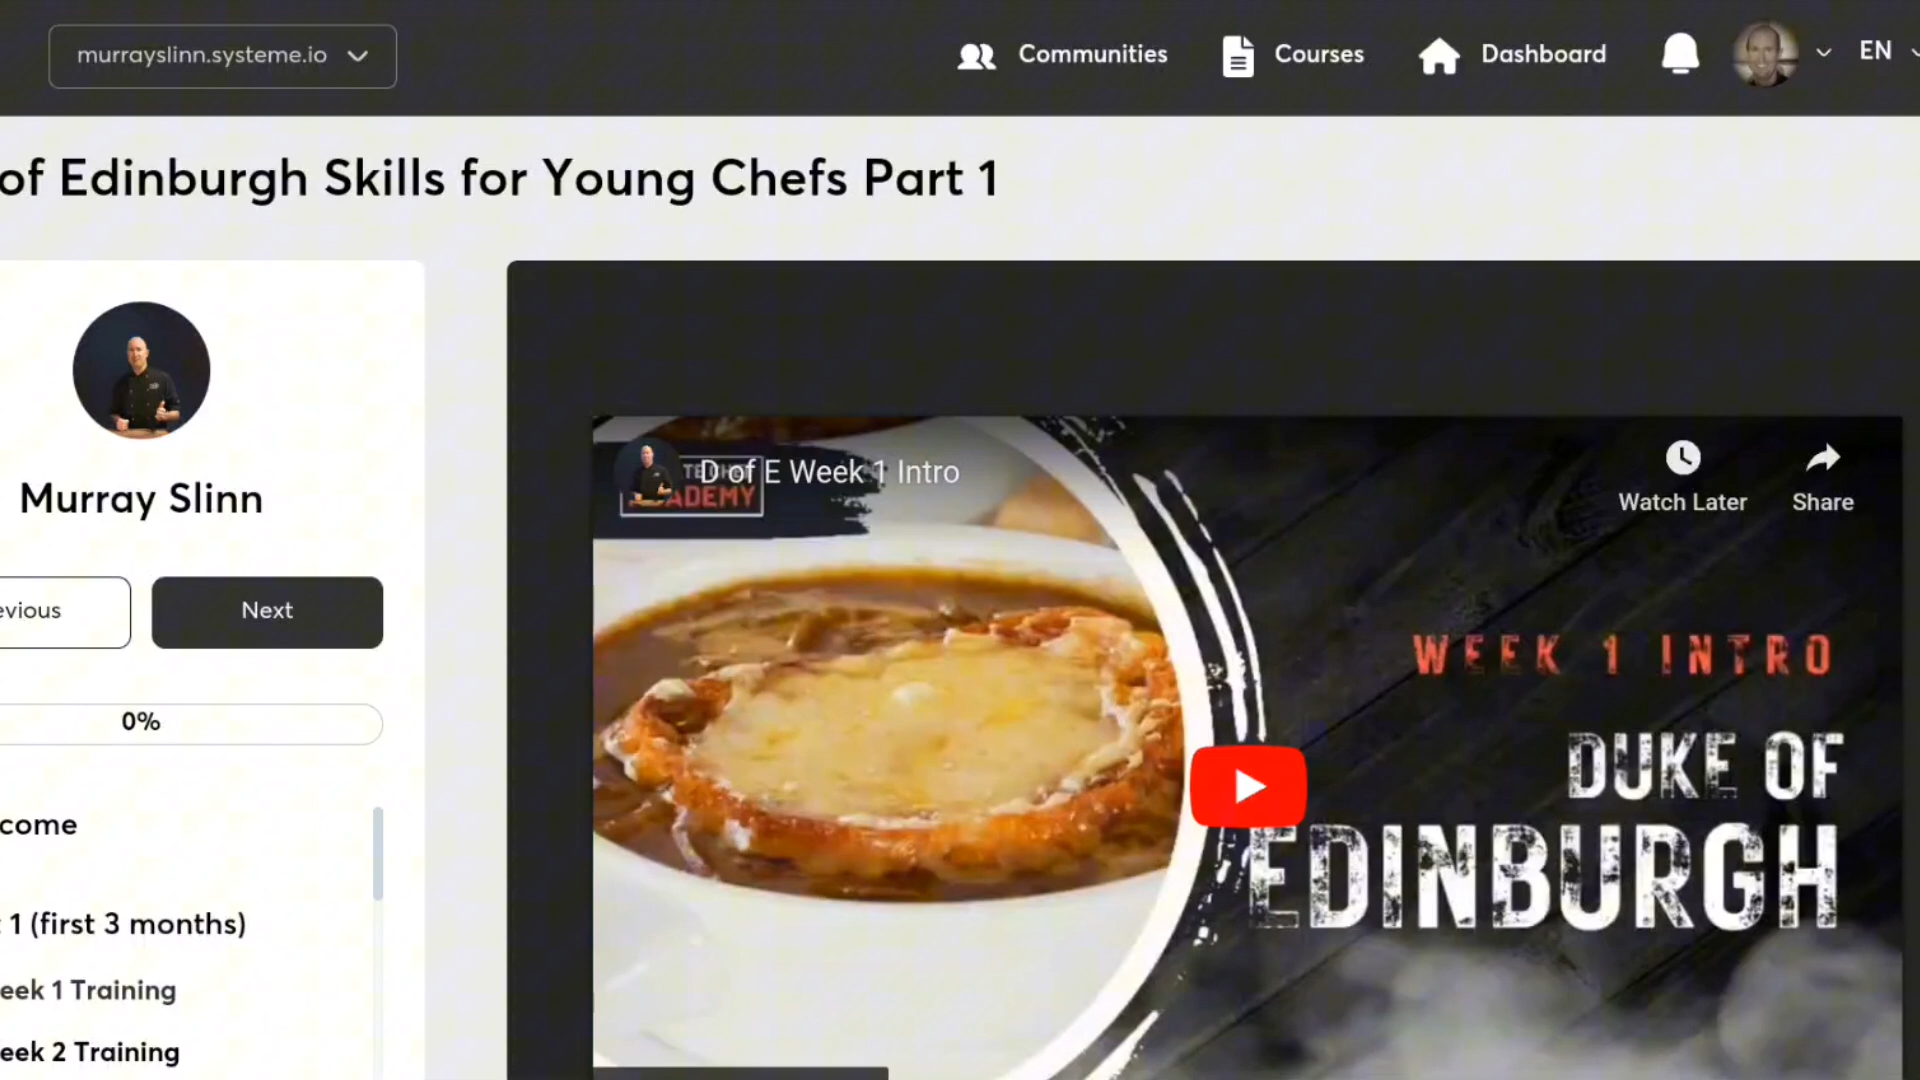 murrayslinn.systeme.io
Communities
Courses
Dashboard
EN
of Edinburgh Skills for Young Chefs Part 1
Murray Slinn
evious
Next
0%
come
1 (first 3 months)
eek 1 Training
eek 2 Training
D of E Week 1 Intro
ADEMY
Watch Later
Share
WEEK 1 INTRO
DUKE OF
EDINBURGH